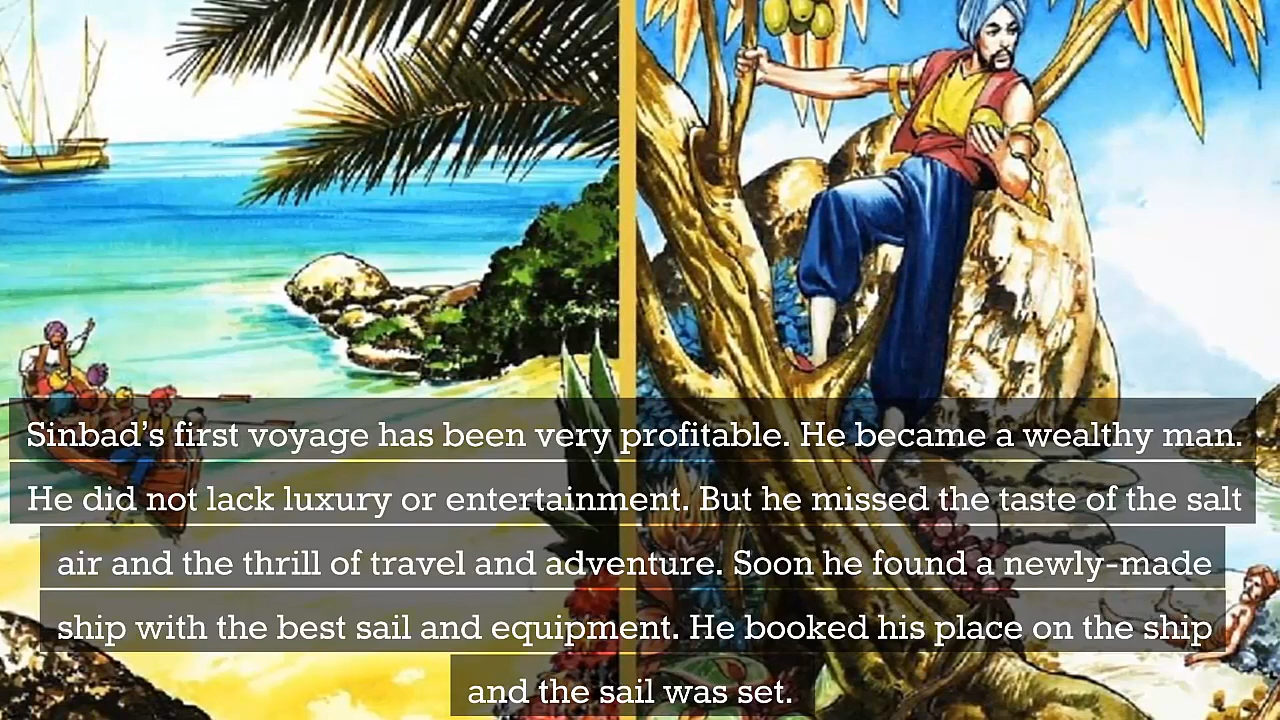 Sinbad’s first voyage has been very profitable. He became a wealthy man.
He did not lack luxury or entertainment. But he missed the taste of the salt
air and the thrill of travel and adventure. Soon he found a newly-made
ship with the best sail and equipment. He booked his place on the ship
and the sail was set.